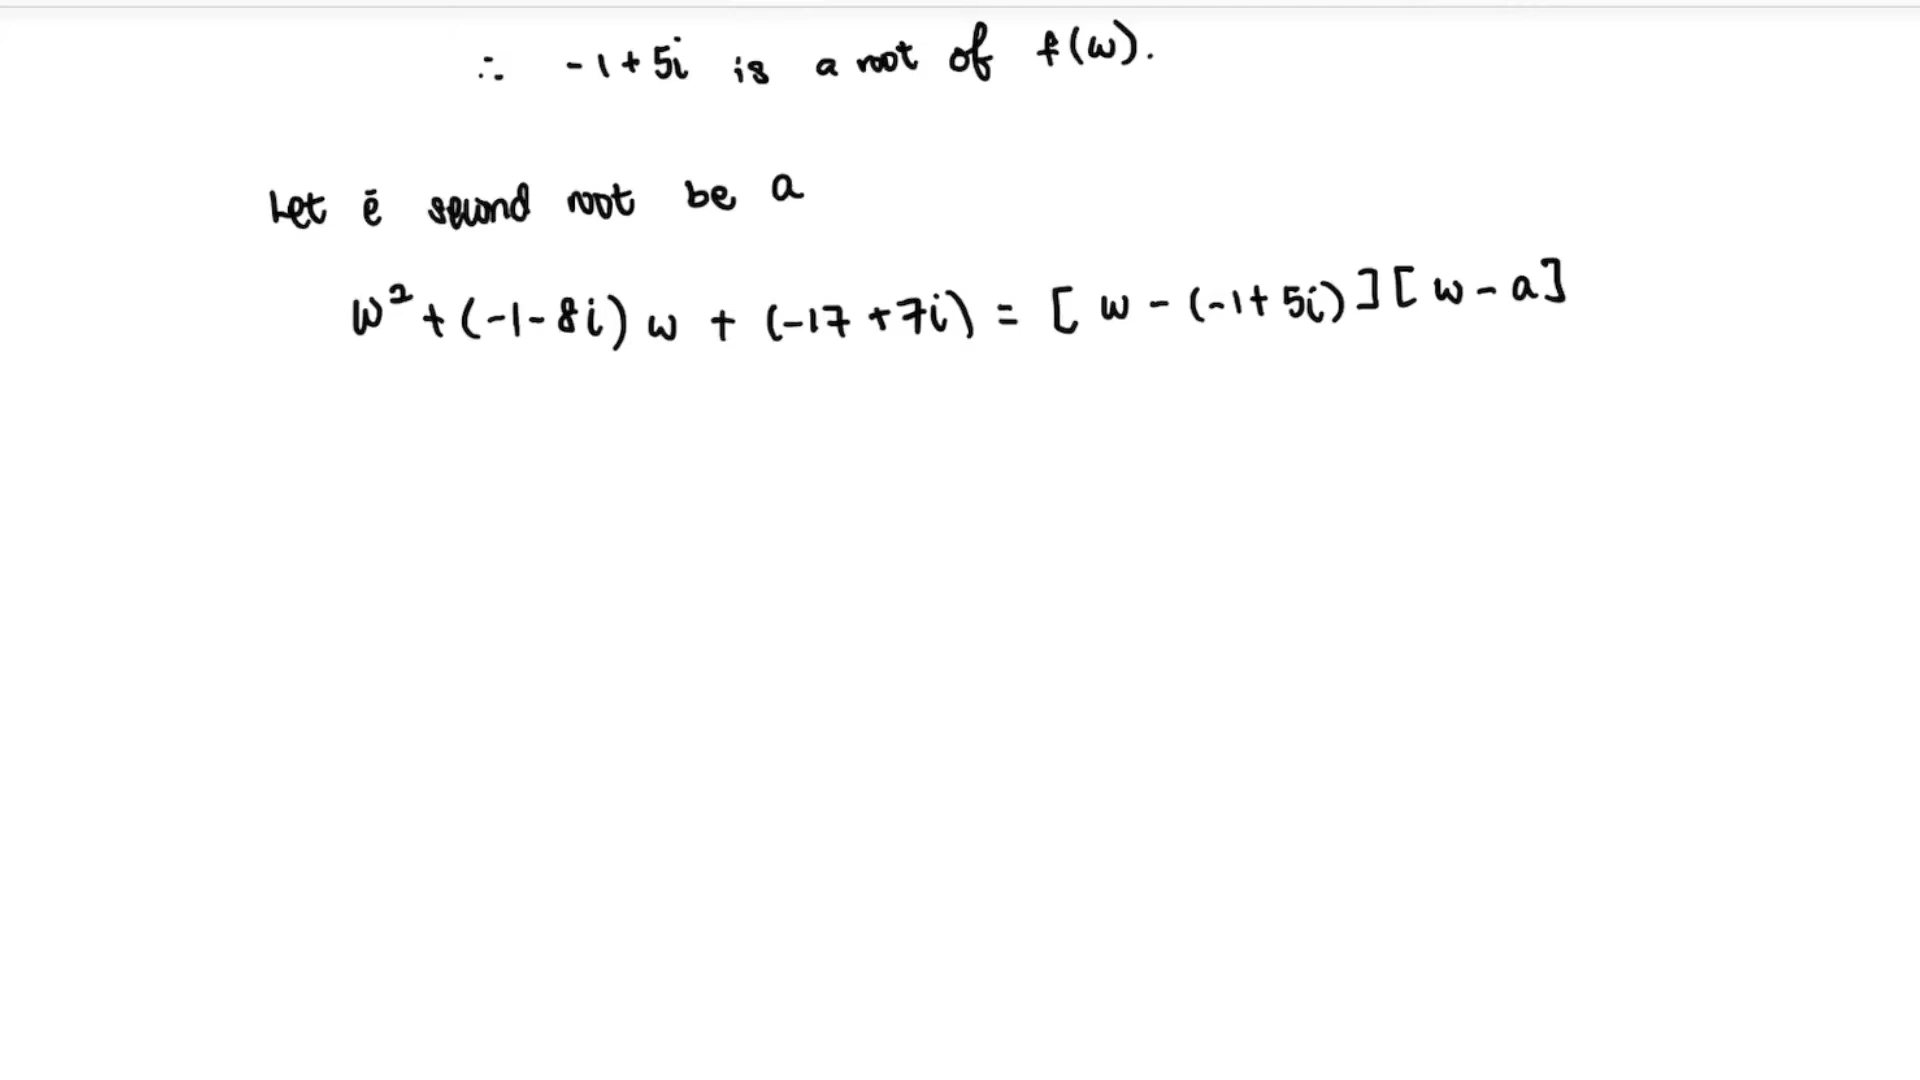 ∴ -1+5i is a root of f(w).
Let ē second root be a
w² + (-1-8i) w + (-17+7i) = [ w - (-1+5i) ] [ w - a ]